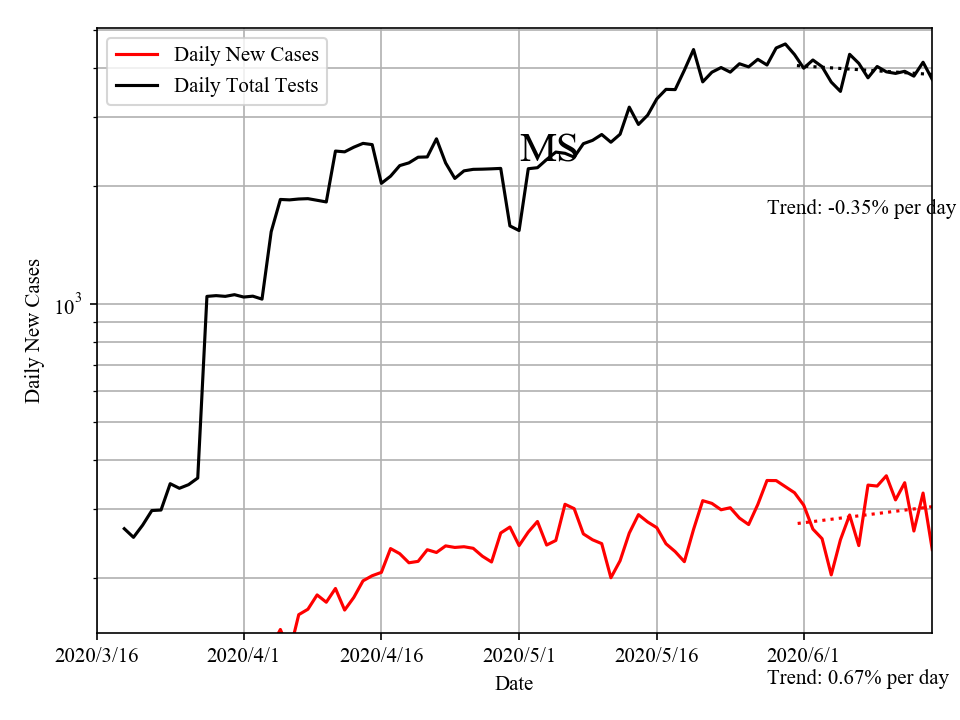 Daily New Cases
Daily Total Tests
MS
Trend: -0.35% per day
Daily New Cases
10^3
2020/3/16
2020/4/1
2020/4/16
2020/5/1
2020/5/16
2020/6/1
Date
Trend: 0.67% per day